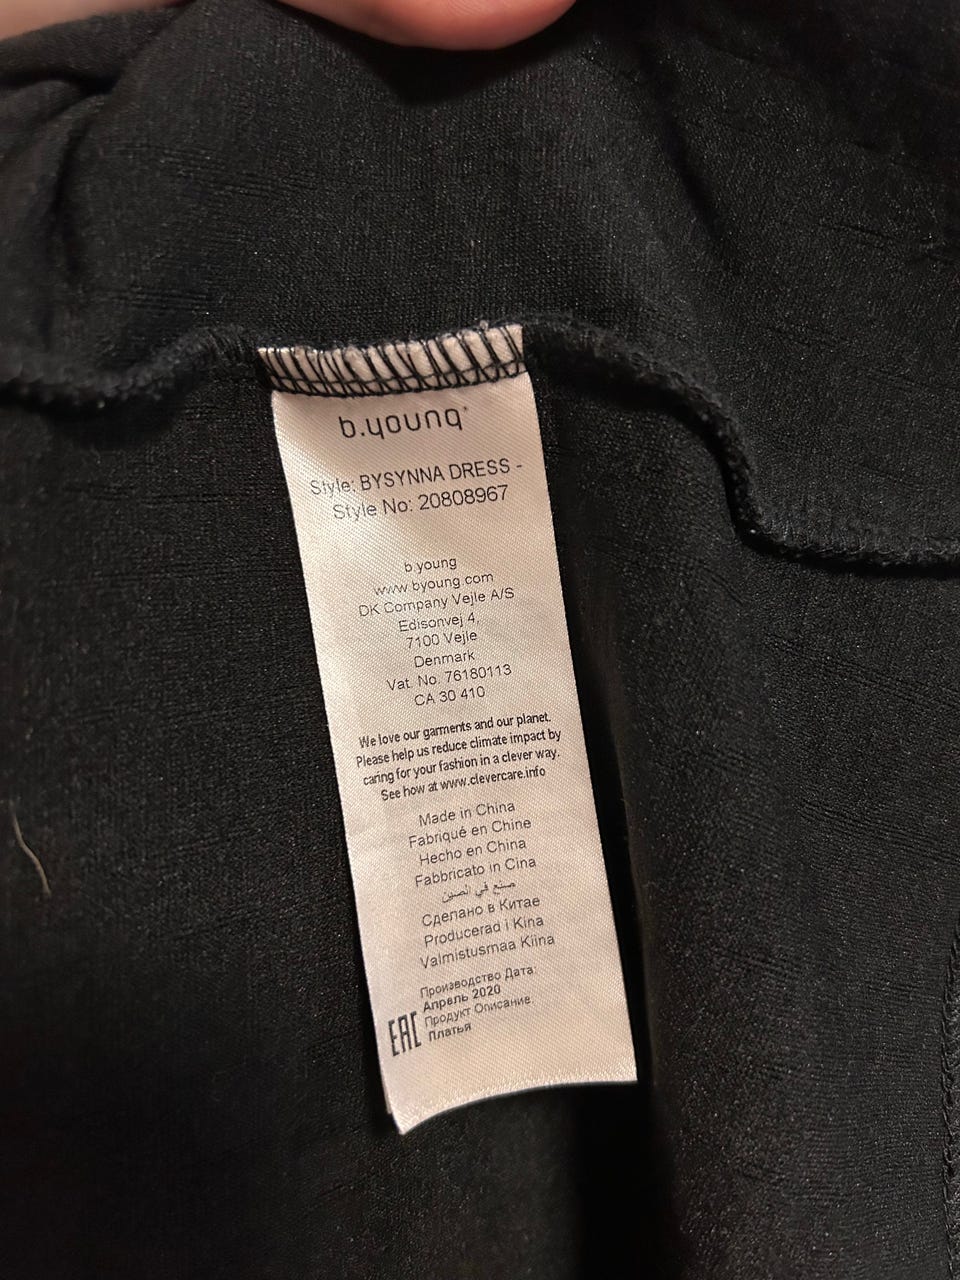 b.young
Style: BYSYNNA DRESS -
Style No: 20808967
b.young
www.byoung.com
DK Company Vejle A/S
Edisonvej 4,
7100 Vejle
Denmark
Vat. No. 76180113
CA 30 410
We love our garments and our planet.
Please help us reduce climate impact by
caring for your fashion in a clever way.
See how at www.clevercare.info
Made in China
Fabriqué en Chine
Hecho en China
Fabbricato in Cina
صنع في الصين
Сделано в Китае
Producerad i Kina
Valmistusmaa Kiina
Производство Дата:
Апрель 2020
Продукт Описание:
Платья
EAC